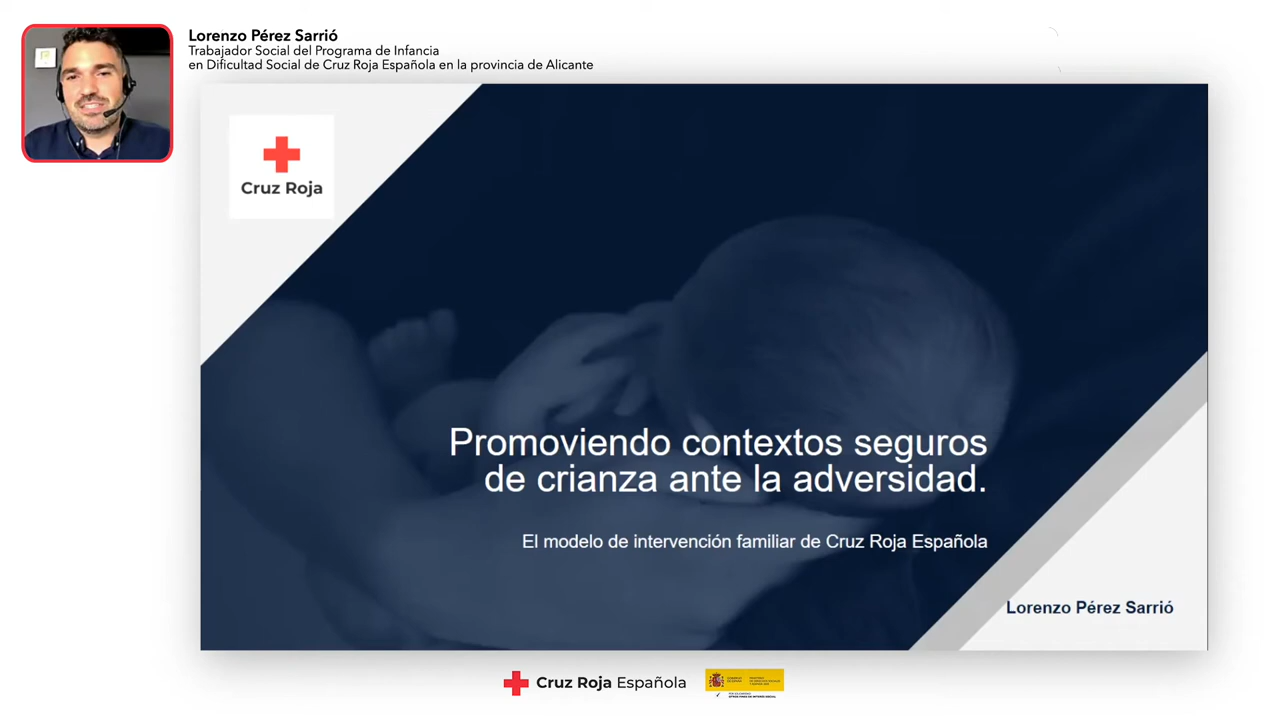 Lorenzo Pérez Sarrió
Trabajador Social del Programa de Infancia
en Dificultad Social de Cruz Roja Española en la provincia de Alicante
Cruz Roja
Promoviendo contextos seguros
de crianza ante la adversidad.
El modelo de intervención familiar de Cruz Roja Española
Lorenzo Pérez Sarrió
Cruz Roja Española